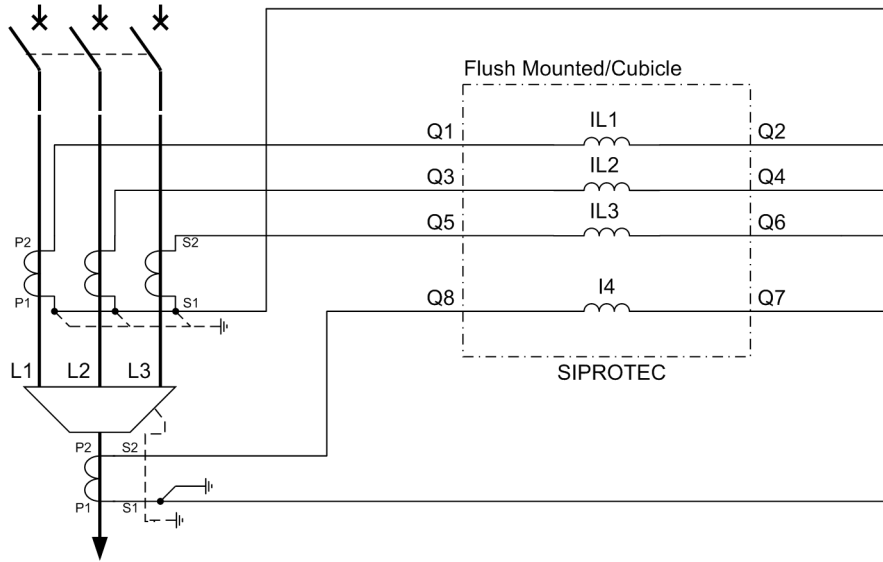 Flush Mounted/Cubicle
Q1 IL1 Q2
Q3 IL2 Q4
Q5 IL3 Q6
P2 S2
P1 S1
Q8 I4 Q7
L1 L2 L3
SIPROTEC
P2 S2
P1 S1